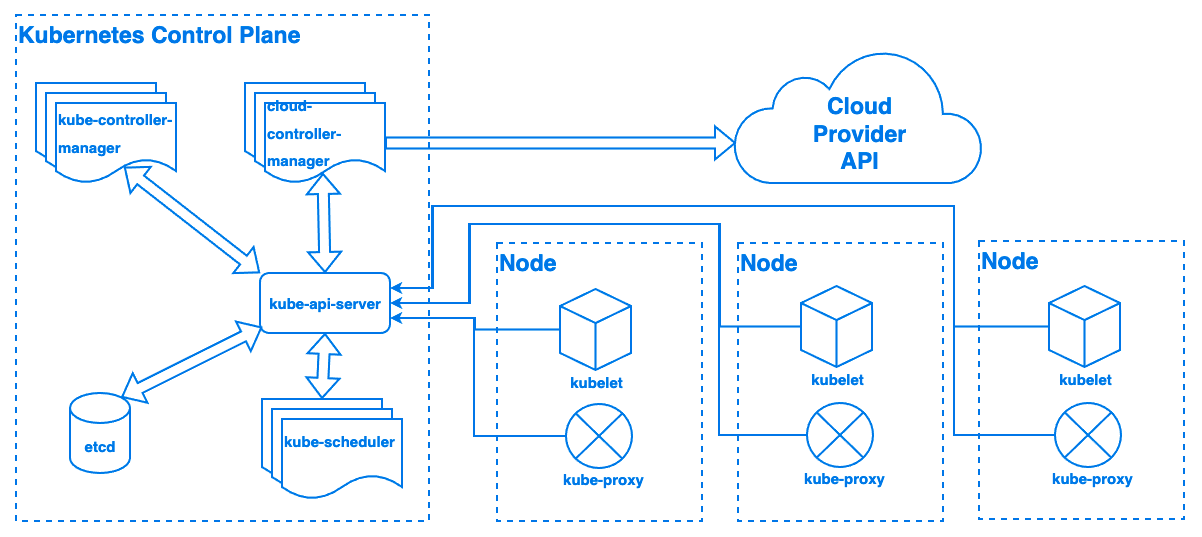 Kubernetes Control Plane
kube-controller-
manager
cloud-
controller-
manager
Cloud
Provider
API
kube-api-server
etcd
kube-scheduler
Node
kubelet
kube-proxy
Node
kubelet
kube-proxy
Node
kubelet
kube-proxy